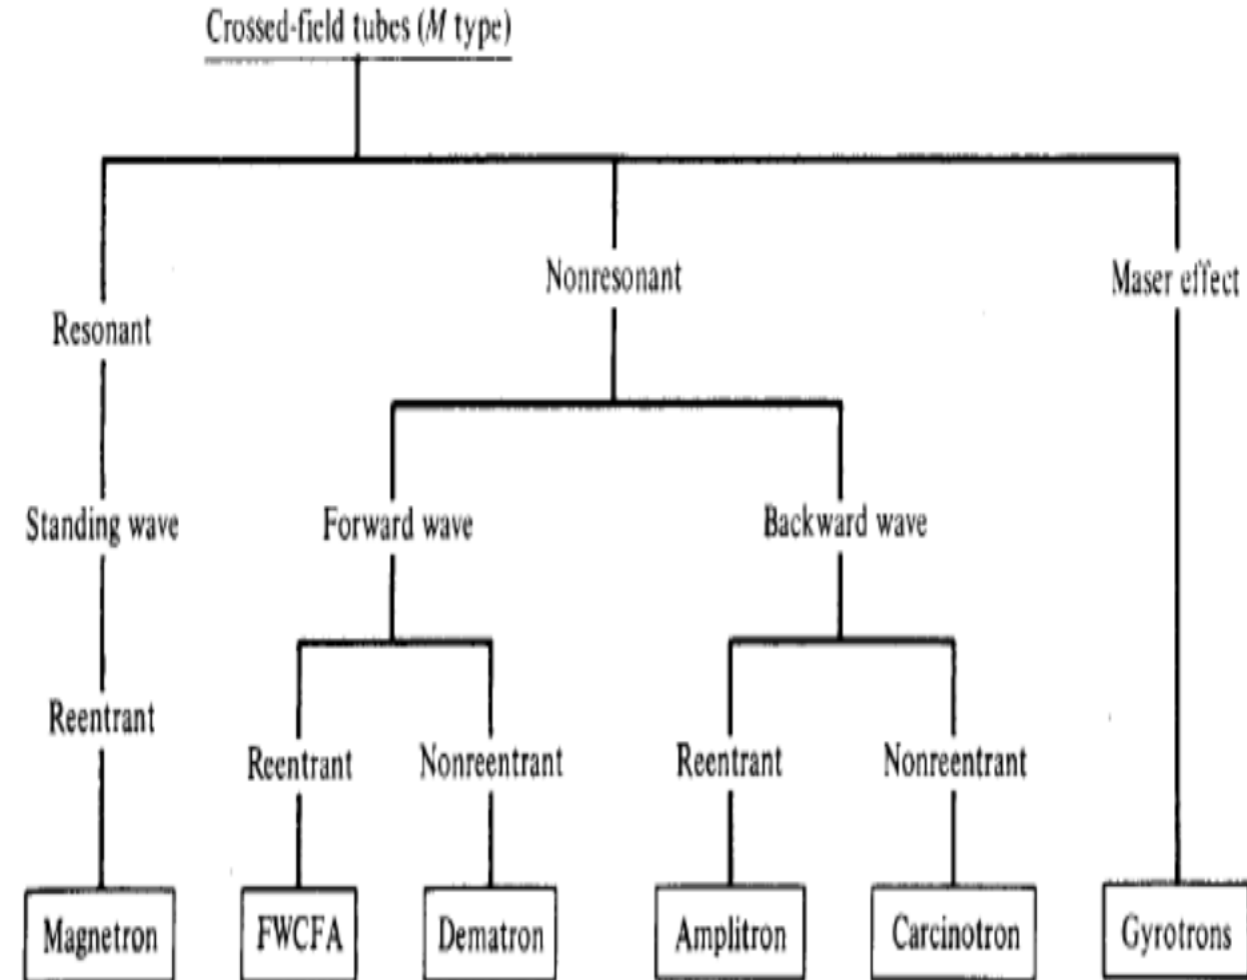 Crossed-field tubes (M type)
Nonresonant
Maser effect
Resonant
Standing wave
Forward wave
Backward wave
Reentrant
Reentrant
Nonreentrant
Reentrant
Nonreentrant
Magnetron
FWCFA
Dematron
Amplitron
Carcinotron
Gyrotrons